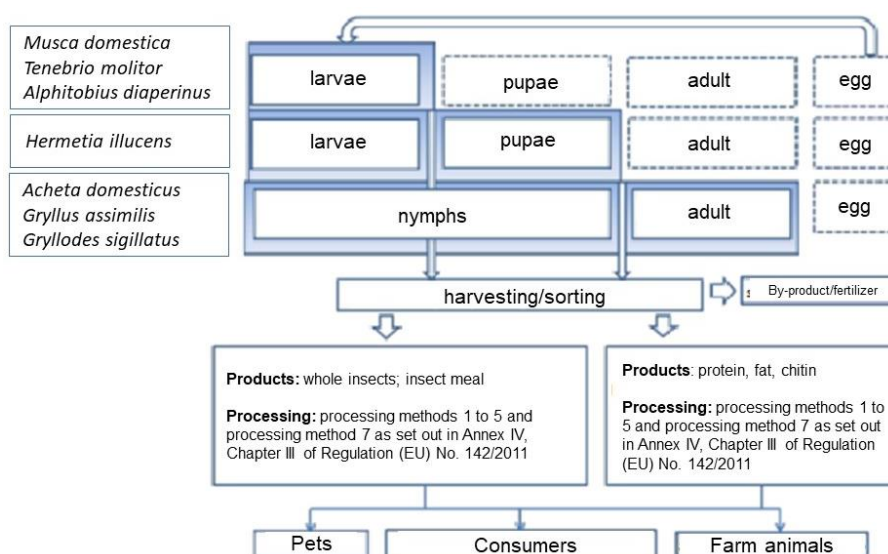 Musca domestica
Tenebrio molitor
Alphitobius diaperinus
larvae
pupae
adult
egg
Hermetia illucens
larvae
pupae
adult
egg
Acheta domesticus
Gryllus assimilis
Gryllodes sigillatus
nymphs
adult
egg
harvesting/sorting
By-product/fertilizer
Products: whole insects; insect meal
Processing: processing methods 1 to 5 and
processing method 7 as set out in Annex IV,
Chapter III of Regulation (EU) No. 142/2011
Products: protein, fat, chitin
Processing: processing methods 1 to
5 and processing method 7 as set out
in Annex IV, Chapter III of Regulation
(EU) No. 142/2011
Pets
Consumers
Farm animals